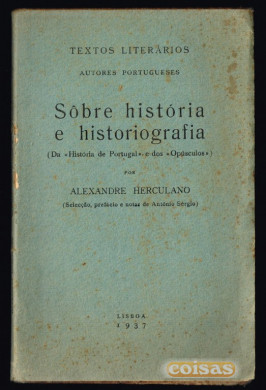 TEXTOS LITERÁRIOS
AUTORES PORTUGUESES
Sôbre história
e historiografia
(Da «História de Portugal» e dos «Opúsculos»)
POR
ALEXANDRE HERCULANO
(Selecção, prefácio e notas de António Sérgio)
LISBOA
1937
coisas